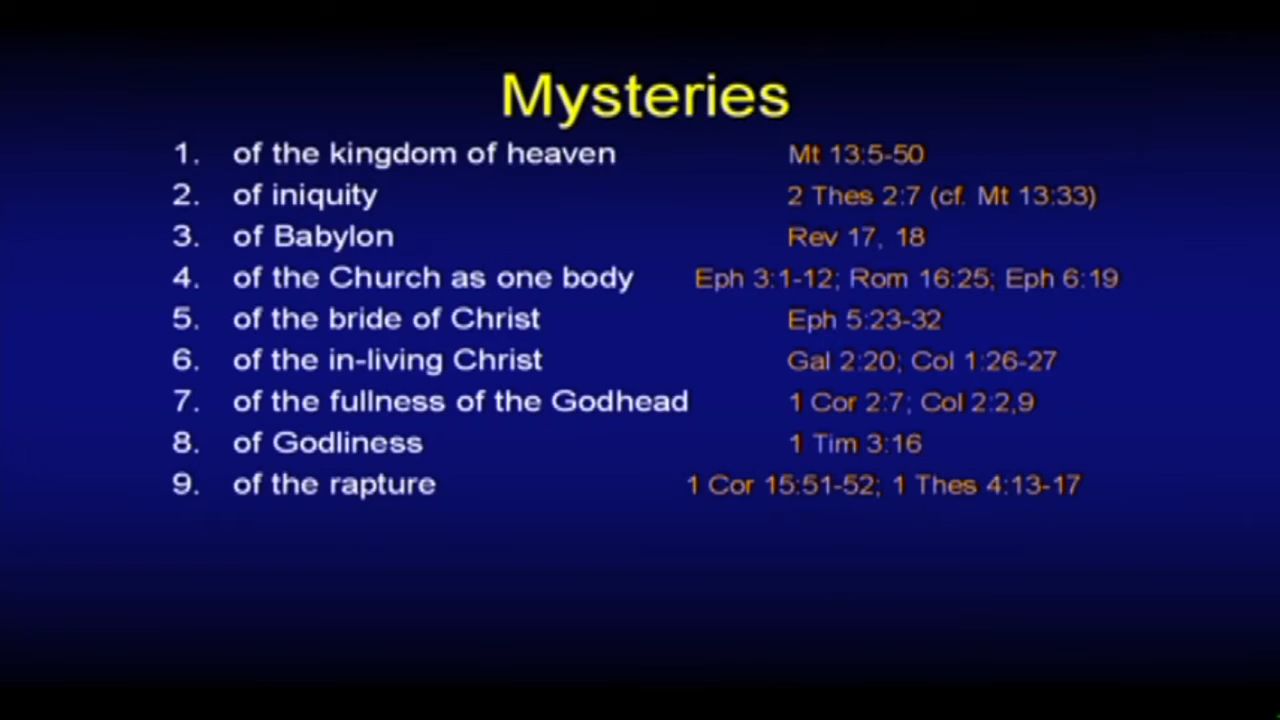 Mysteries
1. of the kingdom of heaven Mt 13:5-50
2. of iniquity 2 Thes 2:7 (cf. Mt 13:33)
3. of Babylon Rev 17, 18
4. of the Church as one body Eph 3:1-12; Rom 16:25; Eph 6:19
5. of the bride of Christ Eph 5:23-32
6. of the in-living Christ Gal 2:20; Col 1:26-27
7. of the fullness of the Godhead 1 Cor 2:7; Col 2:2,9
8. of Godliness 1 Tim 3:16
9. of the rapture 1 Cor 15:51-52; 1 Thes 4:13-17